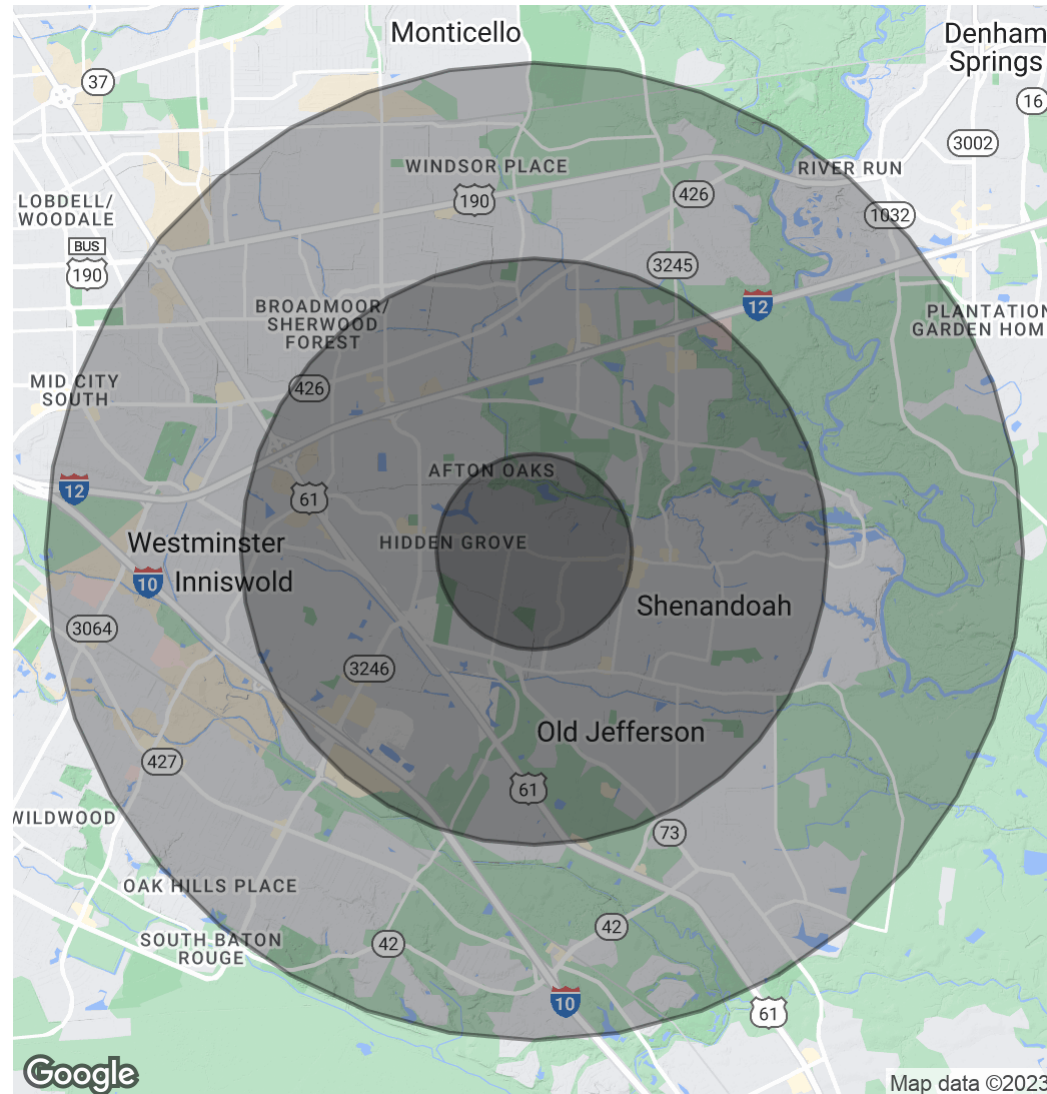 Monticello
Denham
Springs
37
16
3002
WINDSOR PLACE
RIVER RUN
190
426
LOBDELL/
WOODALE
1032
BUS
190
3245
12
BROADMOOR/
SHERWOOD
FOREST
PLANTATION
GARDEN HOM
MID CITY
SOUTH
426
AFTON OAKS
12
61
Westminster
HIDDEN GROVE
10
Inniswold
Shenandoah
3064
3246
Old Jefferson
427
61
WILDWOOD
73
OAK HILLS PLACE
42
SOUTH BATON
ROUGE
42
10
61
Google
Map data ©2023